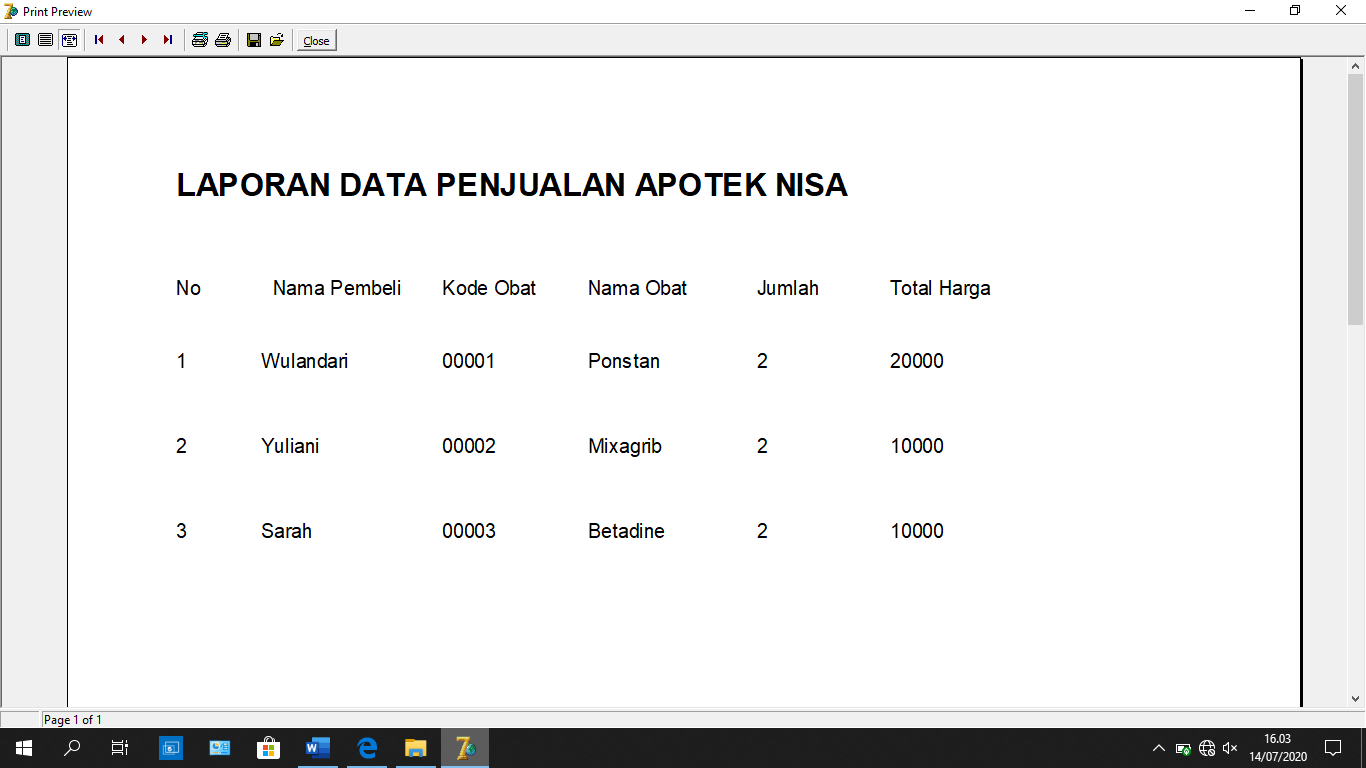 Print Preview
Close
LAPORAN DATA PENJUALAN APOTEK NISA
No Nama Pembeli Kode Obat Nama Obat Jumlah Total Harga
1 Wulandari 00001 Ponstan 2 20000
2 Yuliani 00002 Mixagrib 2 10000
3 Sarah 00003 Betadine 2 10000
Page 1 of 1
16.03
14/07/2020